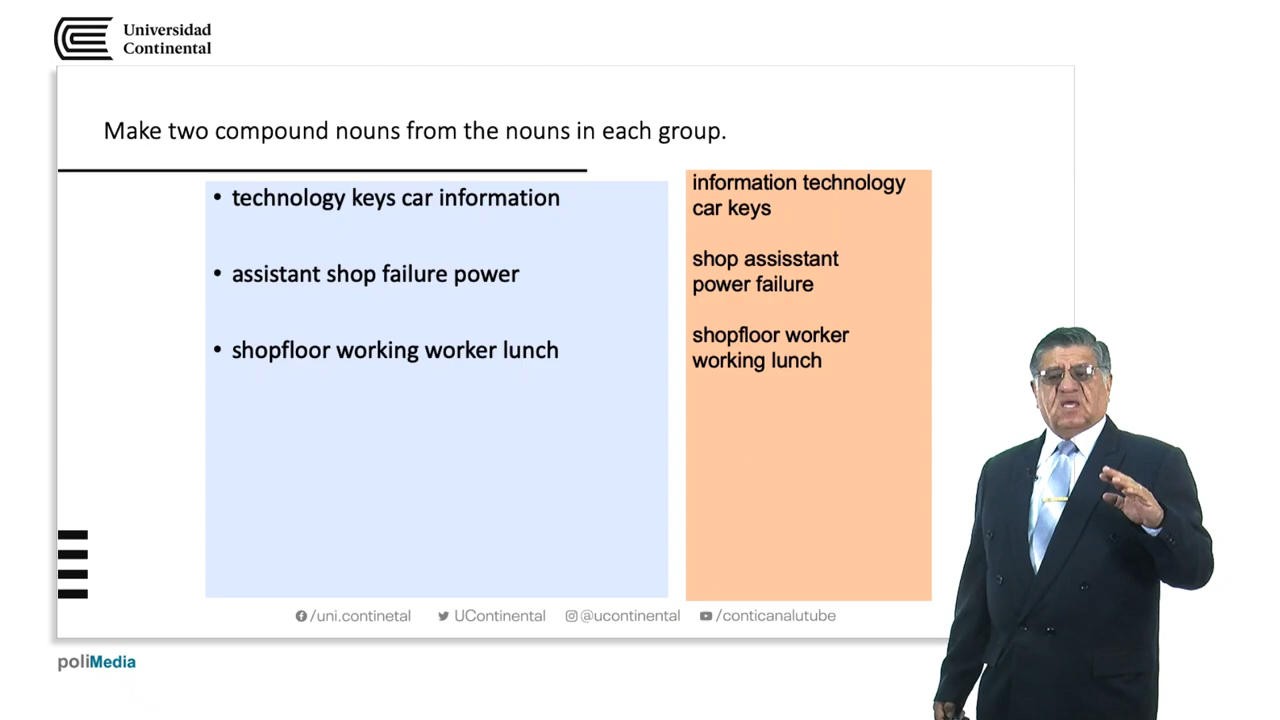 Universidad
Continental
Make two compound nouns from the nouns in each group.
• technology keys car information
• assistant shop failure power
• shopfloor working worker lunch
information technology
car keys
shop assisstant
power failure
shopfloor worker
working lunch
/uni.continetal UContinental @ucontinental /conticanalutube
poliMedia